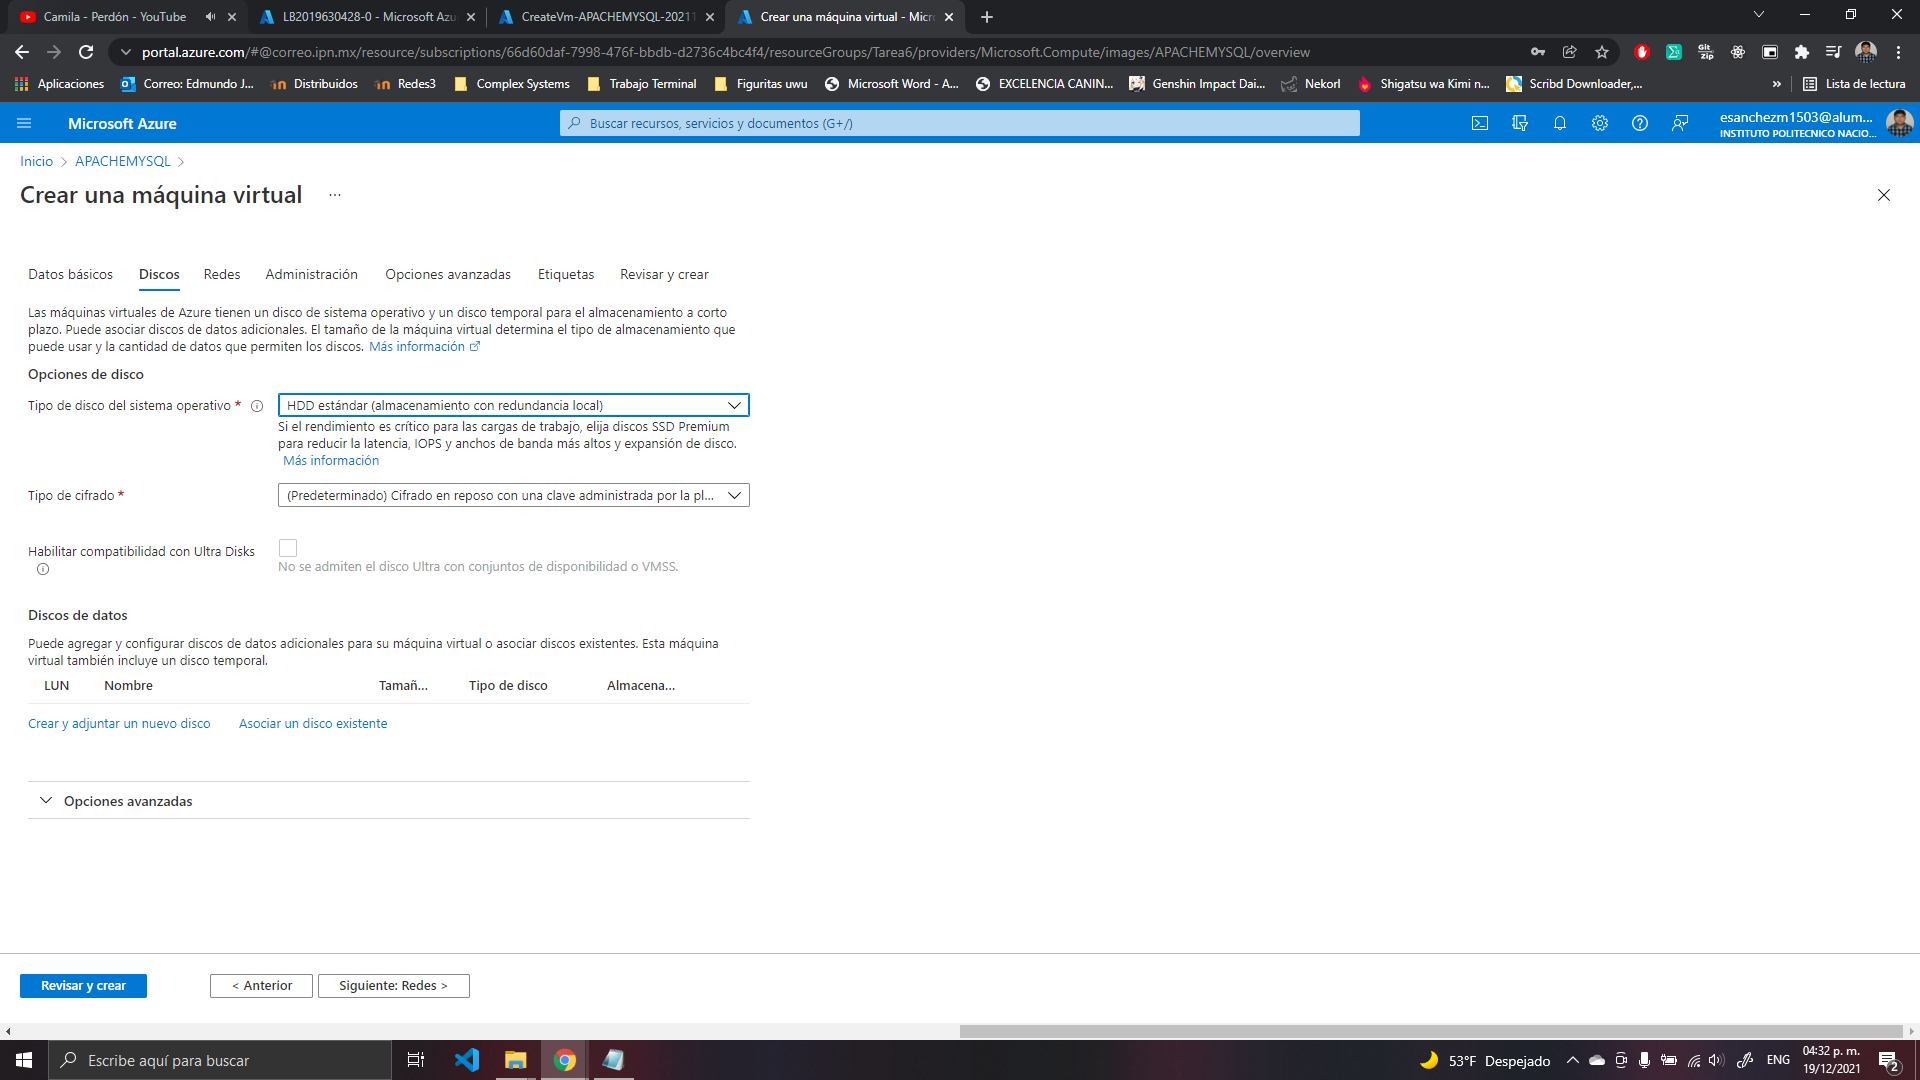 Camila - Perdón - YouTube
LB2019630428-0 - Microsoft Azu
CreateVm-APACHEMYSQL-20211
Crear una máquina virtual - Micr
portal.azure.com/#@correo.ipn.mx/resource/subscriptions/66d60daf-7998-476f-bbdb-d2736c4bc4f4/resourceGroups/Tarea6/providers/Microsoft.Compute/images/APACHEMYSQL/overview
Aplicaciones
Correo: Edmundo J...
Distribuidos
Redes3
Complex Systems
Trabajo Terminal
Figuritas uwu
Microsoft Word - A...
EXCELENCIA CANIN...
Genshin Impact Dai...
Nekorl
Shigatsu wa Kimi n...
Scribd Downloader,...
»
Lista de lectura
Microsoft Azure
Buscar recursos, servicios y documentos (G+/)
esanchezm1503@alum...
INSTITUTO POLITECNICO NACIO...
Inicio > APACHEMYSQL >
Crear una máquina virtual ...
Datos básicos
Discos
Redes
Administración
Opciones avanzadas
Etiquetas
Revisar y crear
Las máquinas virtuales de Azure tienen un disco de sistema operativo y un disco temporal para el almacenamiento a corto
plazo. Puede asociar discos de datos adicionales. El tamaño de la máquina virtual determina el tipo de almacenamiento que
puede usar y la cantidad de datos que permiten los discos. Más información
Opciones de disco
Tipo de disco del sistema operativo *
HDD estándar (almacenamiento con redundancia local)
Si el rendimiento es crítico para las cargas de trabajo, elija discos SSD Premium
para reducir la latencia, IOPS y anchos de banda más altos y expansión de disco.
Más información
Tipo de cifrado *
(Predeterminado) Cifrado en reposo con una clave administrada por la pl...
Habilitar compatibilidad con Ultra Disks
No se admiten el disco Ultra con conjuntos de disponibilidad o VMSS.
Discos de datos
Puede agregar y configurar discos de datos adicionales para su máquina virtual o asociar discos existentes. Esta máquina
virtual también incluye un disco temporal.
LUN
Nombre
Tamañ...
Tipo de disco
Almacena...
Crear y adjuntar un nuevo disco
Asociar un disco existente
Opciones avanzadas
Revisar y crear
< Anterior
Siguiente: Redes >
Escribe aquí para buscar
53°F Despejado
ENG
04:32 p. m.
19/12/2021
2